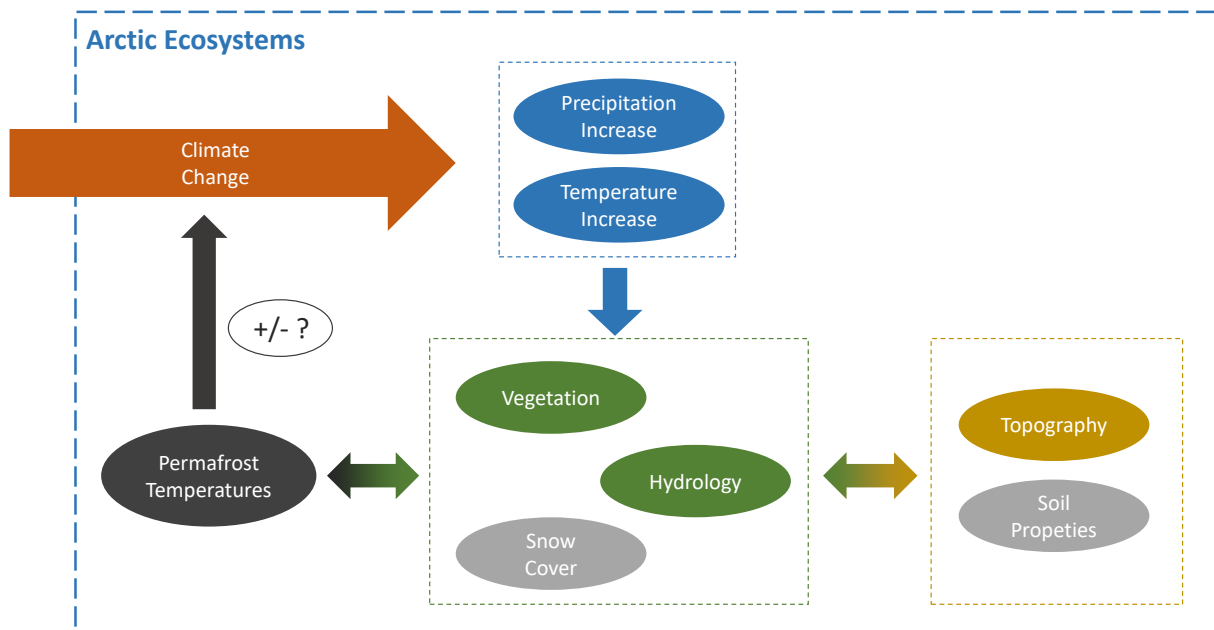 Arctic Ecosystems
Precipitation
Increase
Climate
Change
Temperature
Increase
+/- ?
Vegetation
Topography
Permafrost
Temperatures
Hydrology
Soil
Propeties
Snow
Cover